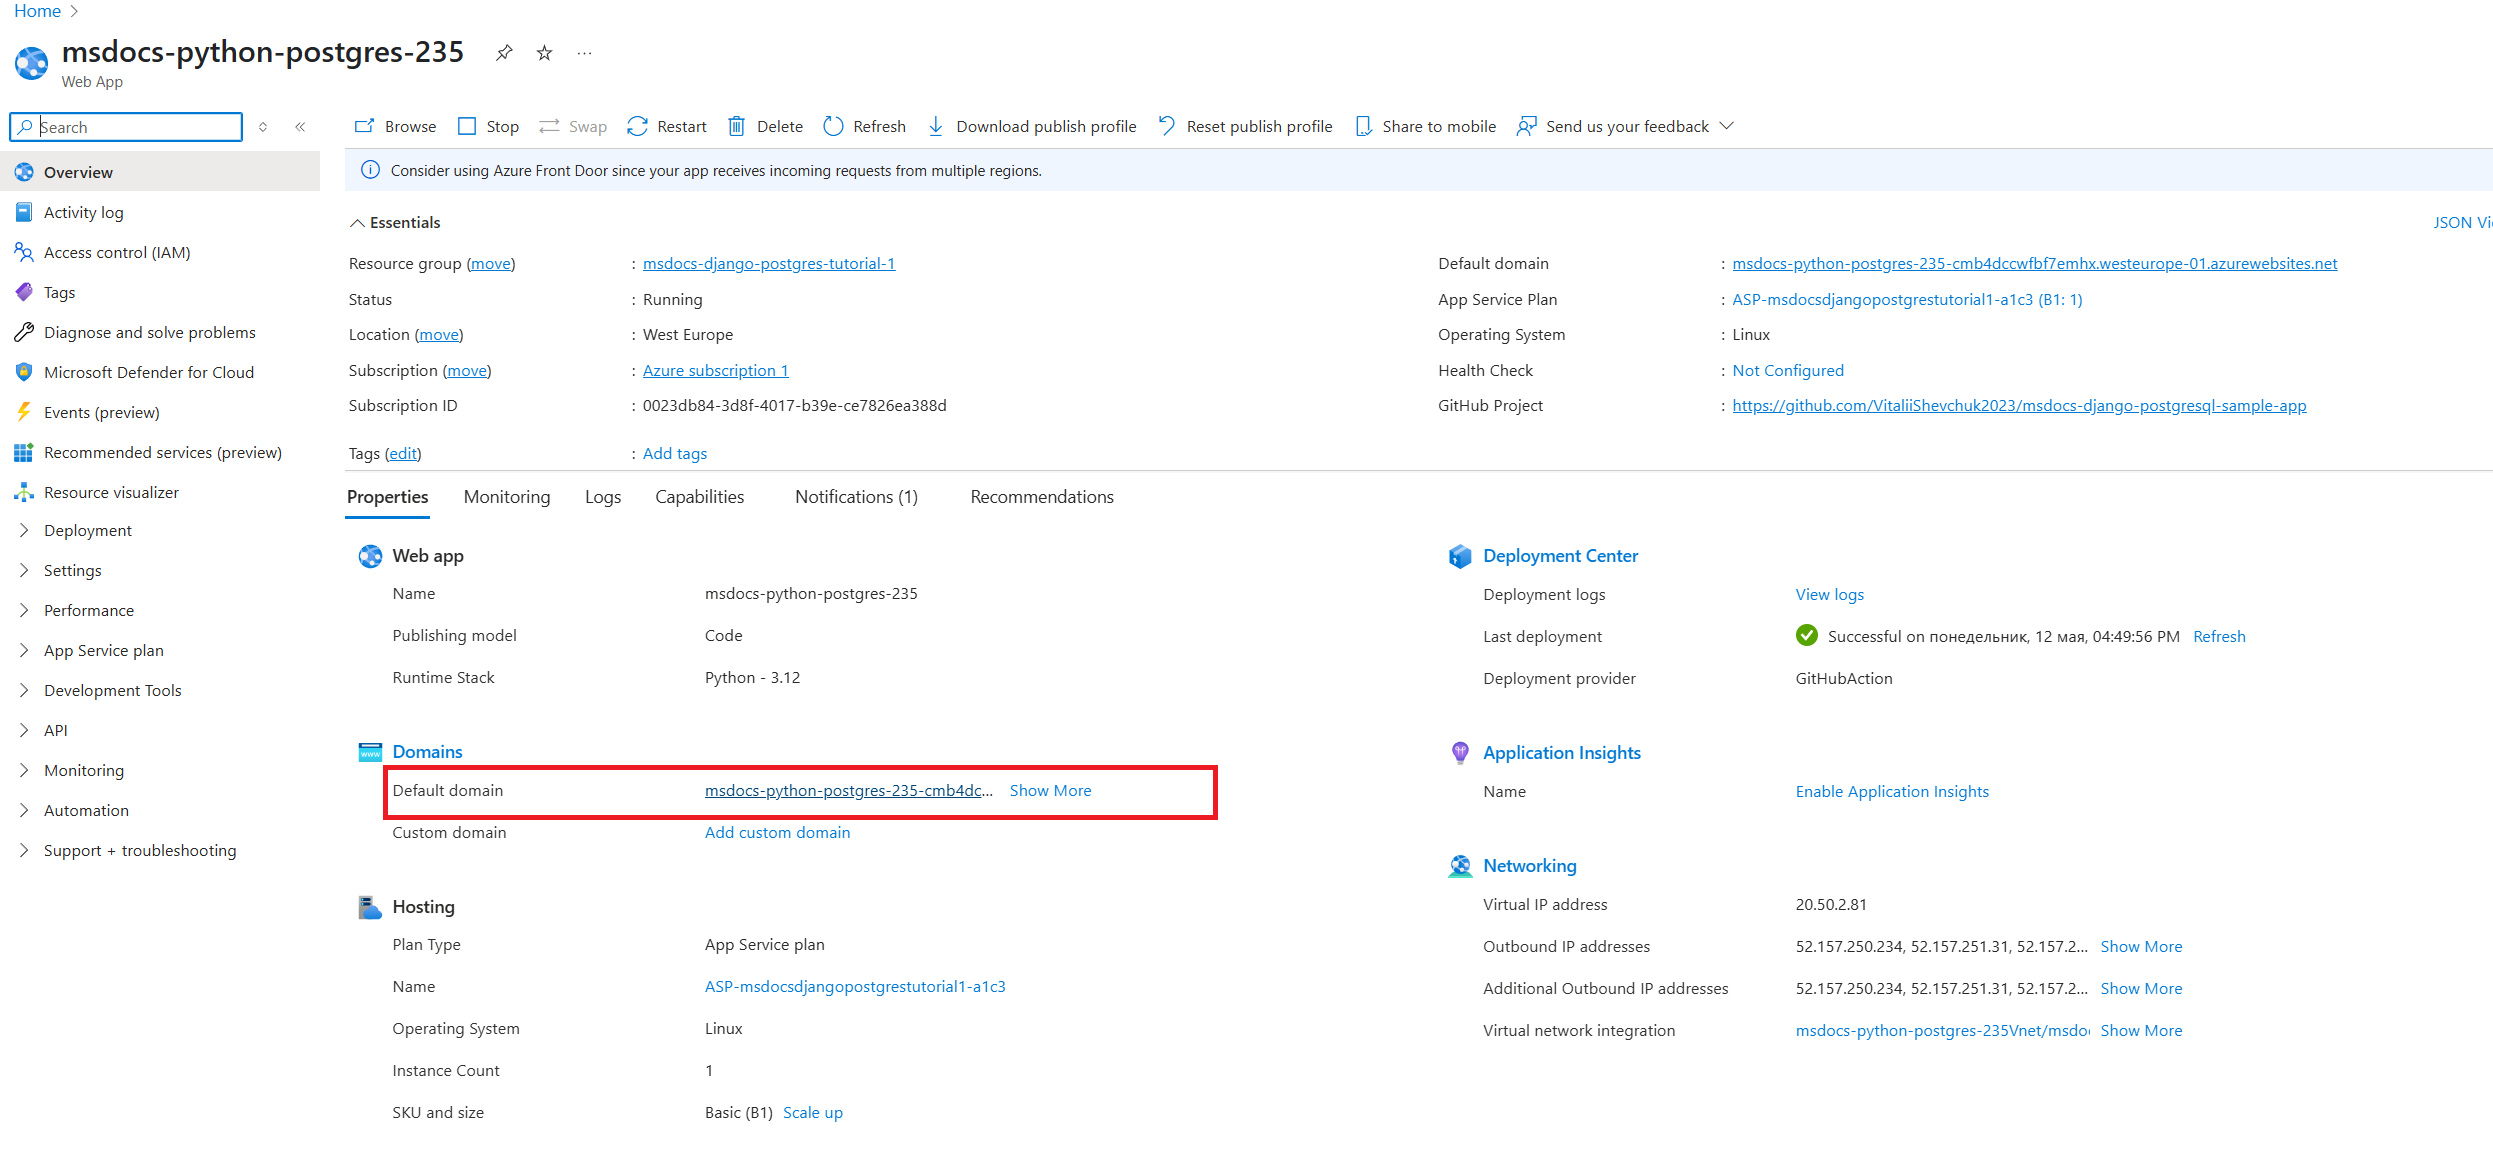 Home
msdocs-python-postgres-235
Web App
Search
Browse Stop Swap Restart Delete Refresh Download publish profile Reset publish profile Share to mobile Send us your feedback
Overview
Activity log
Access control (IAM)
Tags
Diagnose and solve problems
Microsoft Defender for Cloud
Events (preview)
Recommended services (preview)
Resource visualizer
Deployment
Settings
Performance
App Service plan
Development Tools
API
Monitoring
Automation
Support + troubleshooting
Consider using Azure Front Door since your app receives incoming requests from multiple regions.
Essentials
JSON Vi
Resource group (move) : msdocs-django-postgres-tutorial-1
Status : Running
Location (move) : West Europe
Subscription (move) : Azure subscription 1
Subscription ID : 0023db84-3d8f-4017-b39e-ce7826ea388d
Tags (edit) : Add tags
Default domain : msdocs-python-postgres-235-cmb4dccwfbf7emhx.westeurope-01.azurewebsites.net
App Service Plan : ASP-msdocsdjangopostgrestutorial1-a1c3 (B1: 1)
Operating System : Linux
Health Check : Not Configured
GitHub Project : https://github.com/VitaliiShevchuk2023/msdocs-django-postgresql-sample-app
Properties Monitoring Logs Capabilities Notifications (1) Recommendations
Web app
Name msdocs-python-postgres-235
Publishing model Code
Runtime Stack Python - 3.12
www
Domains
Default domain msdocs-python-postgres-235-cmb4dc... Show More
Custom domain Add custom domain
Hosting
Plan Type App Service plan
Name ASP-msdocsdjangopostgrestutorial1-a1c3
Operating System Linux
Instance Count 1
SKU and size Basic (B1) Scale up
Deployment Center
Deployment logs View logs
Last deployment Successful on понедельник, 12 мая, 04:49:56 PM Refresh
Deployment provider GitHubAction
Application Insights
Name Enable Application Insights
Networking
Virtual IP address 20.50.2.81
Outbound IP addresses 52.157.250.234, 52.157.251.31, 52.157.2... Show More
Additional Outbound IP addresses 52.157.250.234, 52.157.251.31, 52.157.2... Show More
Virtual network integration msdocs-python-postgres-235Vnet/msdo Show More